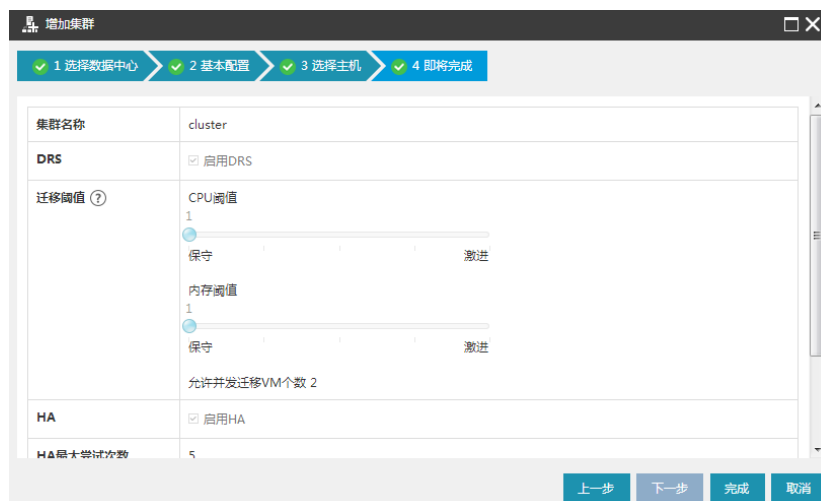 增加集群
1 选择数据中心
2 基本配置
3 选择主机
4 即将完成
集群名称
cluster
DRS
启用DRS
迁移阈值 ?
CPU阈值
1
保守
激进
内存阈值
1
保守
激进
允许并发迁移VM个数 2
HA
启用HA
HA最大尝试次数
5
上一步
下一步
完成
取消